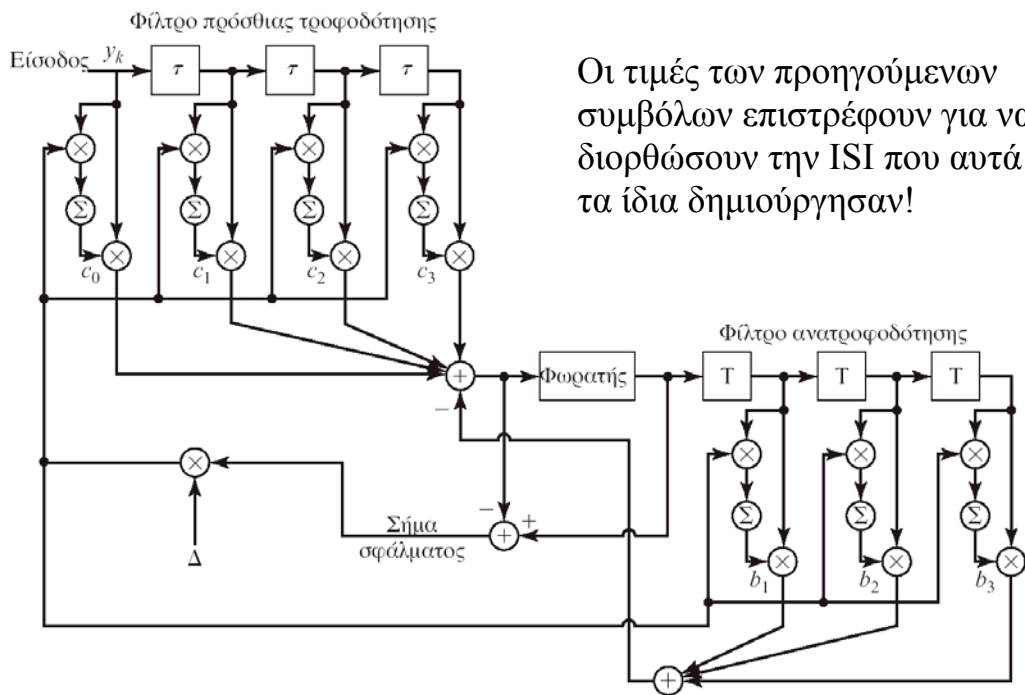 Φίλτρο πρόσθιας τροφοδότησης
Είσοδος y_k τ τ τ
Οι τιμές των προηγούμενων
συμβόλων επιστρέφουν για να
διορθώσουν την ISI που αυτά
τα ίδια δημιούργησαν!
× × × ×
Σ Σ Σ Σ
× × × ×
c_0 c_1 c_2 c_3
Φίλτρο ανατροφοδότησης
+ Φωρατής T T T
−
× × ×
×
Σ Σ Σ
− +
Σήμα
σφάλματος
+
Δ
× × ×
b_1 b_2 b_3
+